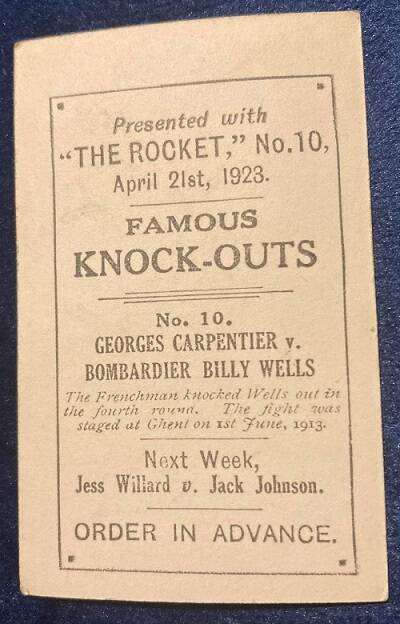 Presented with
"THE ROCKET," No.10,
April 21st, 1923.
FAMOUS
KNOCK-OUTS
No. 10.
GEORGES CARPENTIER v.
BOMBARDIER BILLY WELLS
The Frenchman knocked Wells out in
the fourth round. The fight was
staged at Ghent on 1st June, 1913.
Next Week,
Jess Willard v. Jack Johnson.
ORDER IN ADVANCE.